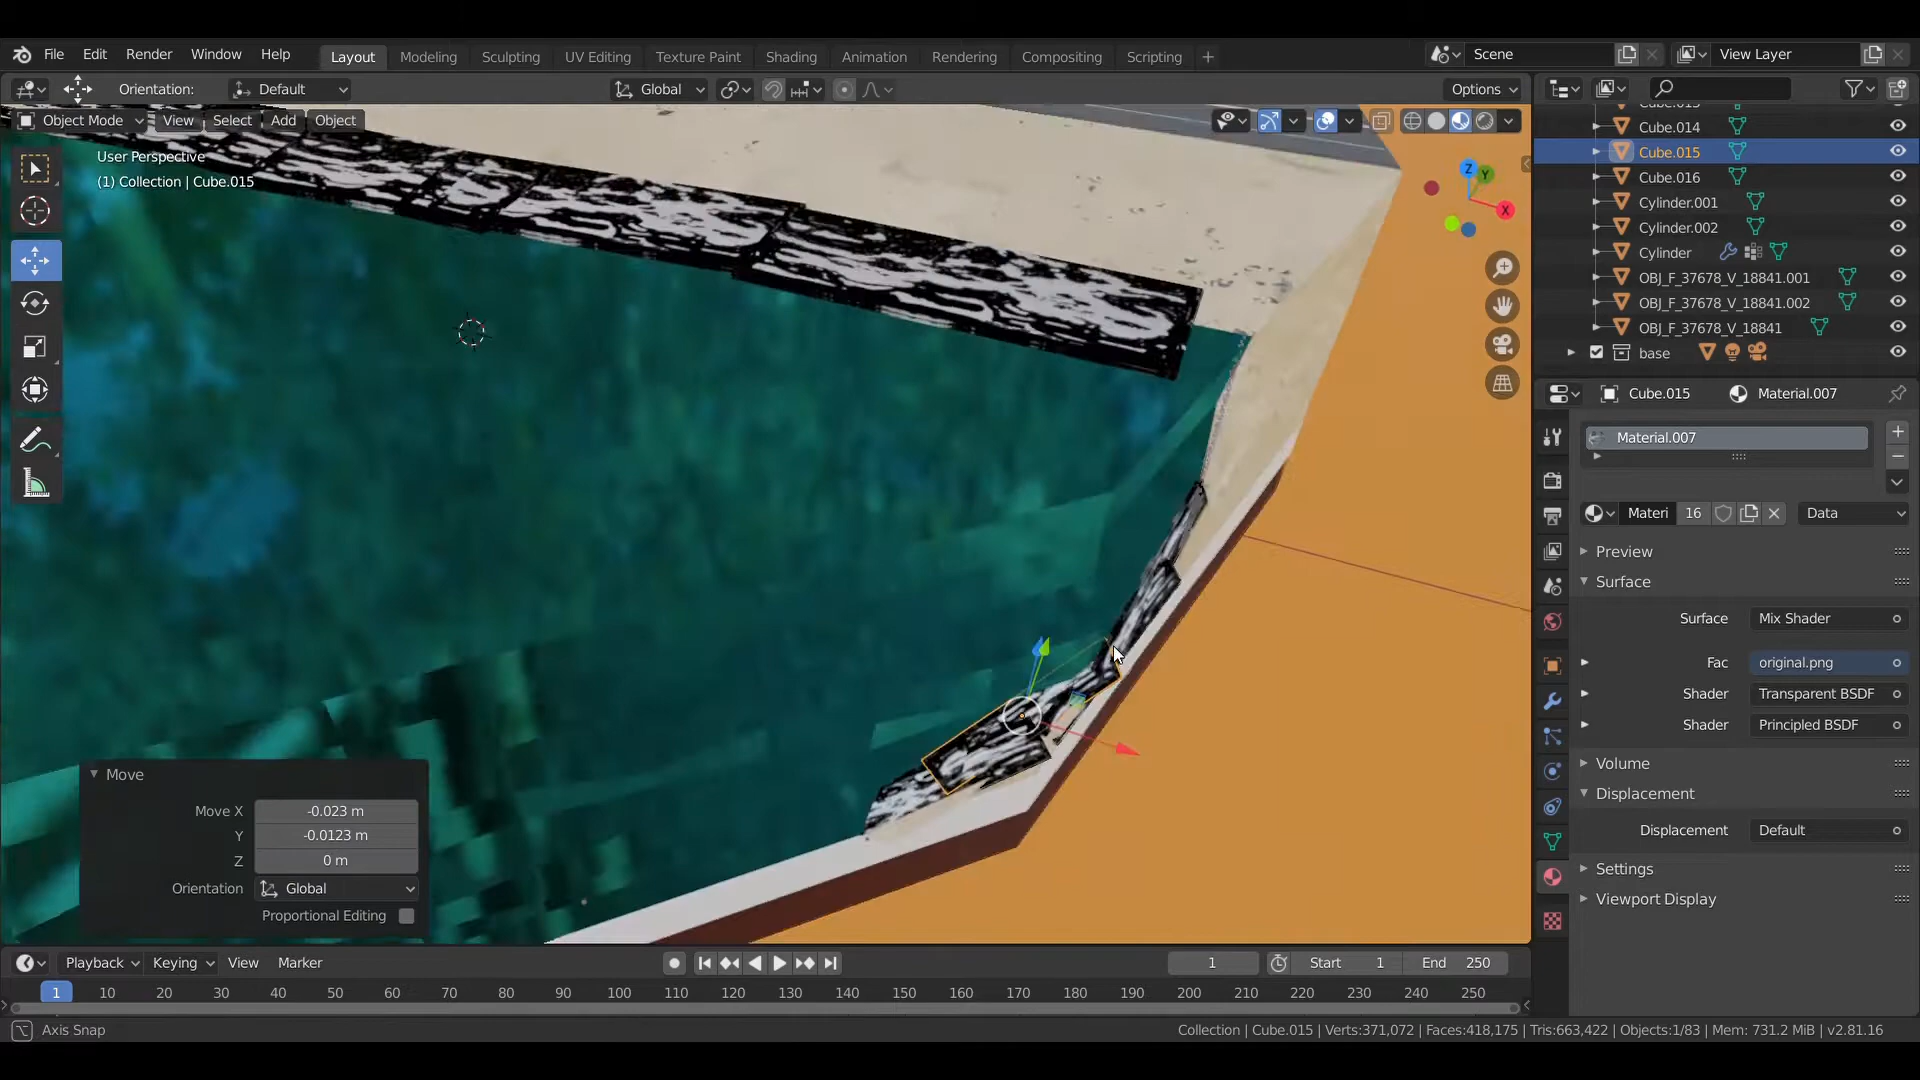 File Edit Render Window Help Layout Modeling Sculpting UV Editing Texture Paint Shading Animation Rendering Compositing Scripting + Scene View Layer
Orientation: Default Global Options
Object Mode View Select Add Object
User Perspective
(1) Collection | Cube.015
Z Y X
Cube.014
Cube.015
Cube.016
Cylinder.001
Cylinder.002
Cylinder
OBJ_F_37678_V_18841.001
OBJ_F_37678_V_18841.002
OBJ_F_37678_V_18841
base
Cube.015 Material.007
Material.007
Materi 16 Data
Preview
Surface
Surface Mix Shader
Fac original.png
Shader Transparent BSDF
Shader Principled BSDF
Volume
Displacement
Displacement Default
Settings
Viewport Display
Move
Move X -0.023 m
Y -0.0123 m
Z 0 m
Orientation Global
Proportional Editing
Playback Keying View Marker 1 Start 1 End 250
1 10 20 30 40 50 60 70 80 90 100 110 120 130 140 150 160 170 180 190 200 210 220 230 240 250
Axis Snap Collection | Cube.015 | Verts:371,072 | Faces:418,175 | Tris:663,422 | Objects:1/83 | Mem: 731.2 MiB | v2.81.16